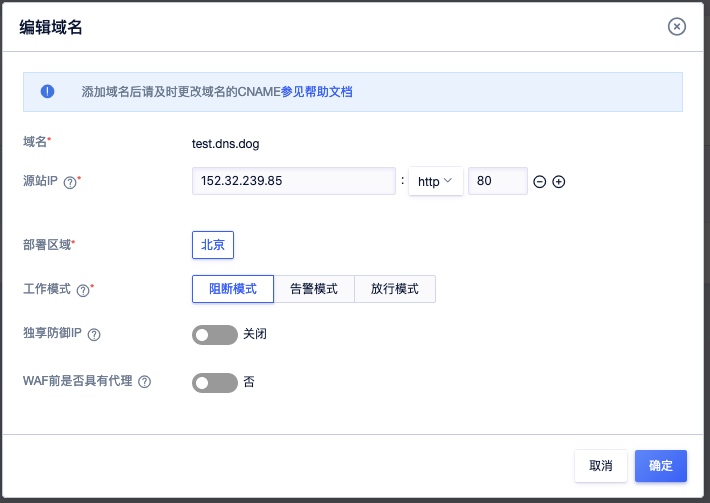 编辑域名
添加域名后请及时更改域名的CNAME参见帮助文档
域名* test.dns.dog
源站IP * 152.32.239.85 : http 80
部署区域* 北京
工作模式 * 阻断模式 告警模式 放行模式
独享防御IP 关闭
WAF前是否具有代理 否
取消 确定